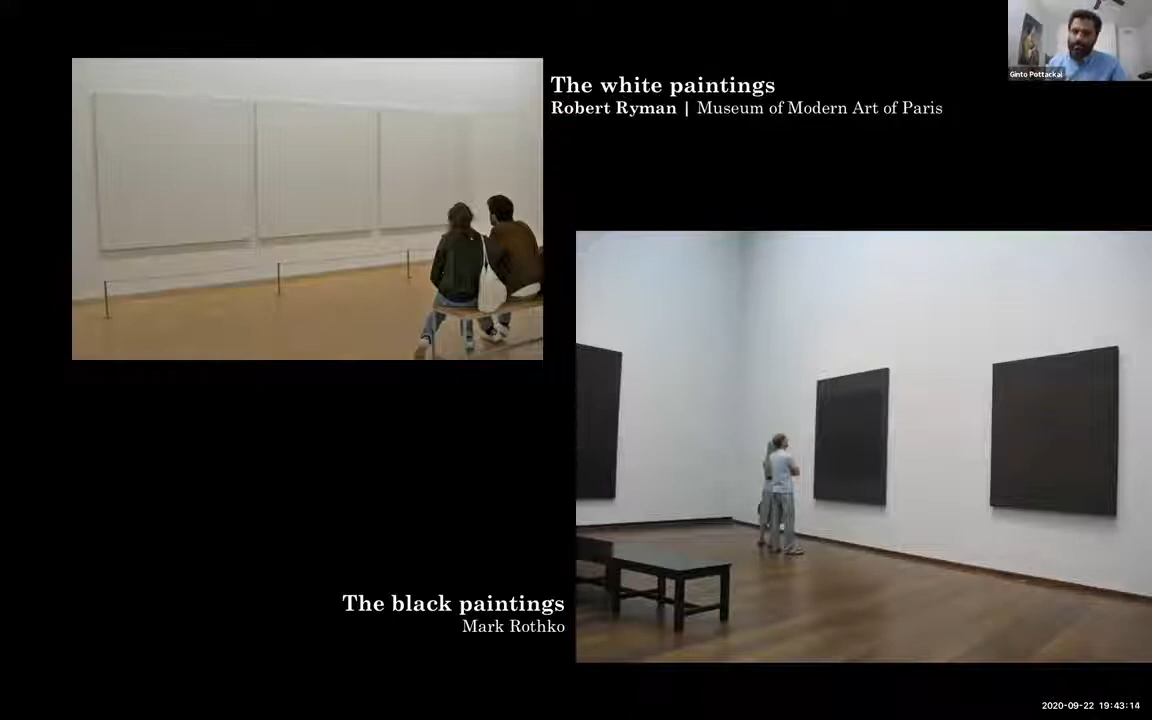 Ginto Pottackal
The white paintings
Robert Ryman | Museum of Modern Art of Paris
The black paintings
Mark Rothko
2020-09-22 19:43:14